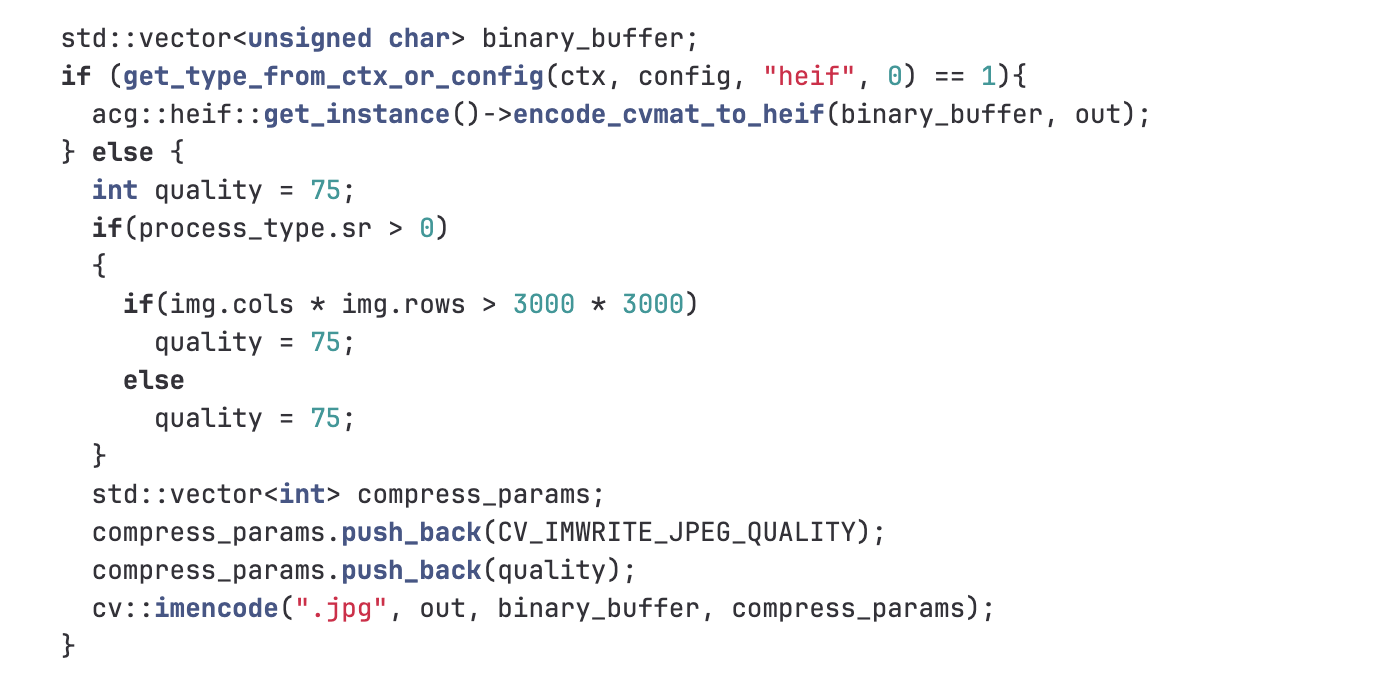 std::vector<unsigned char> binary_buffer;
if (get_type_from_ctx_or_config(ctx, config, "heif", 0) == 1){
  acg::heif::get_instance()->encode_cvmat_to_heif(binary_buffer, out);
} else {
  int quality = 75;
  if(process_type.sr > 0)
  {
    if(img.cols * img.rows > 3000 * 3000)
      quality = 75;
    else
      quality = 75;
  }
  std::vector<int> compress_params;
  compress_params.push_back(CV_IMWRITE_JPEG_QUALITY);
  compress_params.push_back(quality);
  cv::imencode(".jpg", out, binary_buffer, compress_params);
}